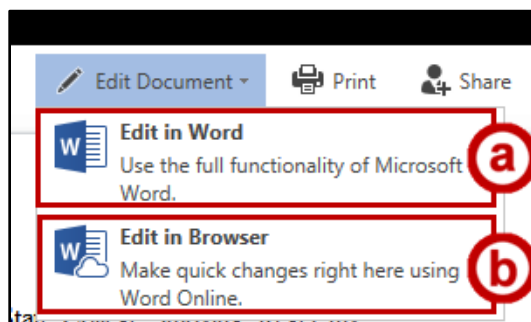 Edit Document Print Share
Edit in Word
Use the full functionality of Microsoft
Word.
a
Edit in Browser
Make quick changes right here using
Word Online.
b